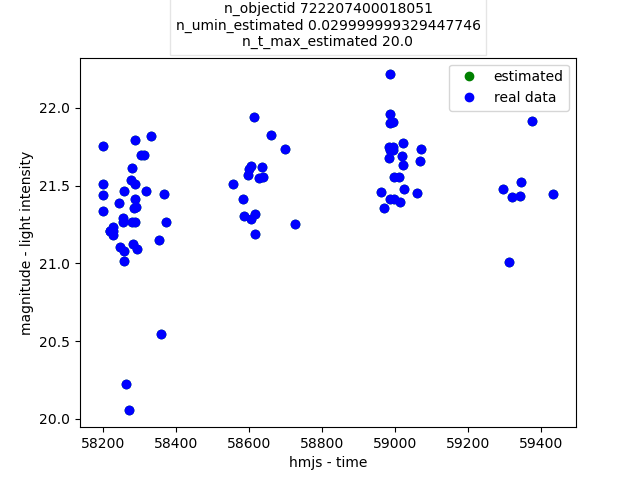 n_objectid 722207400018051
n_umin_estimated 0.029999999329447746
n_t_max_estimated 20.0
estimated
real data
magnitude - light intensity
22.0
21.5
21.0
20.5
20.0
58200 58400 58600 58800 59000 59200 59400
hmjs - time